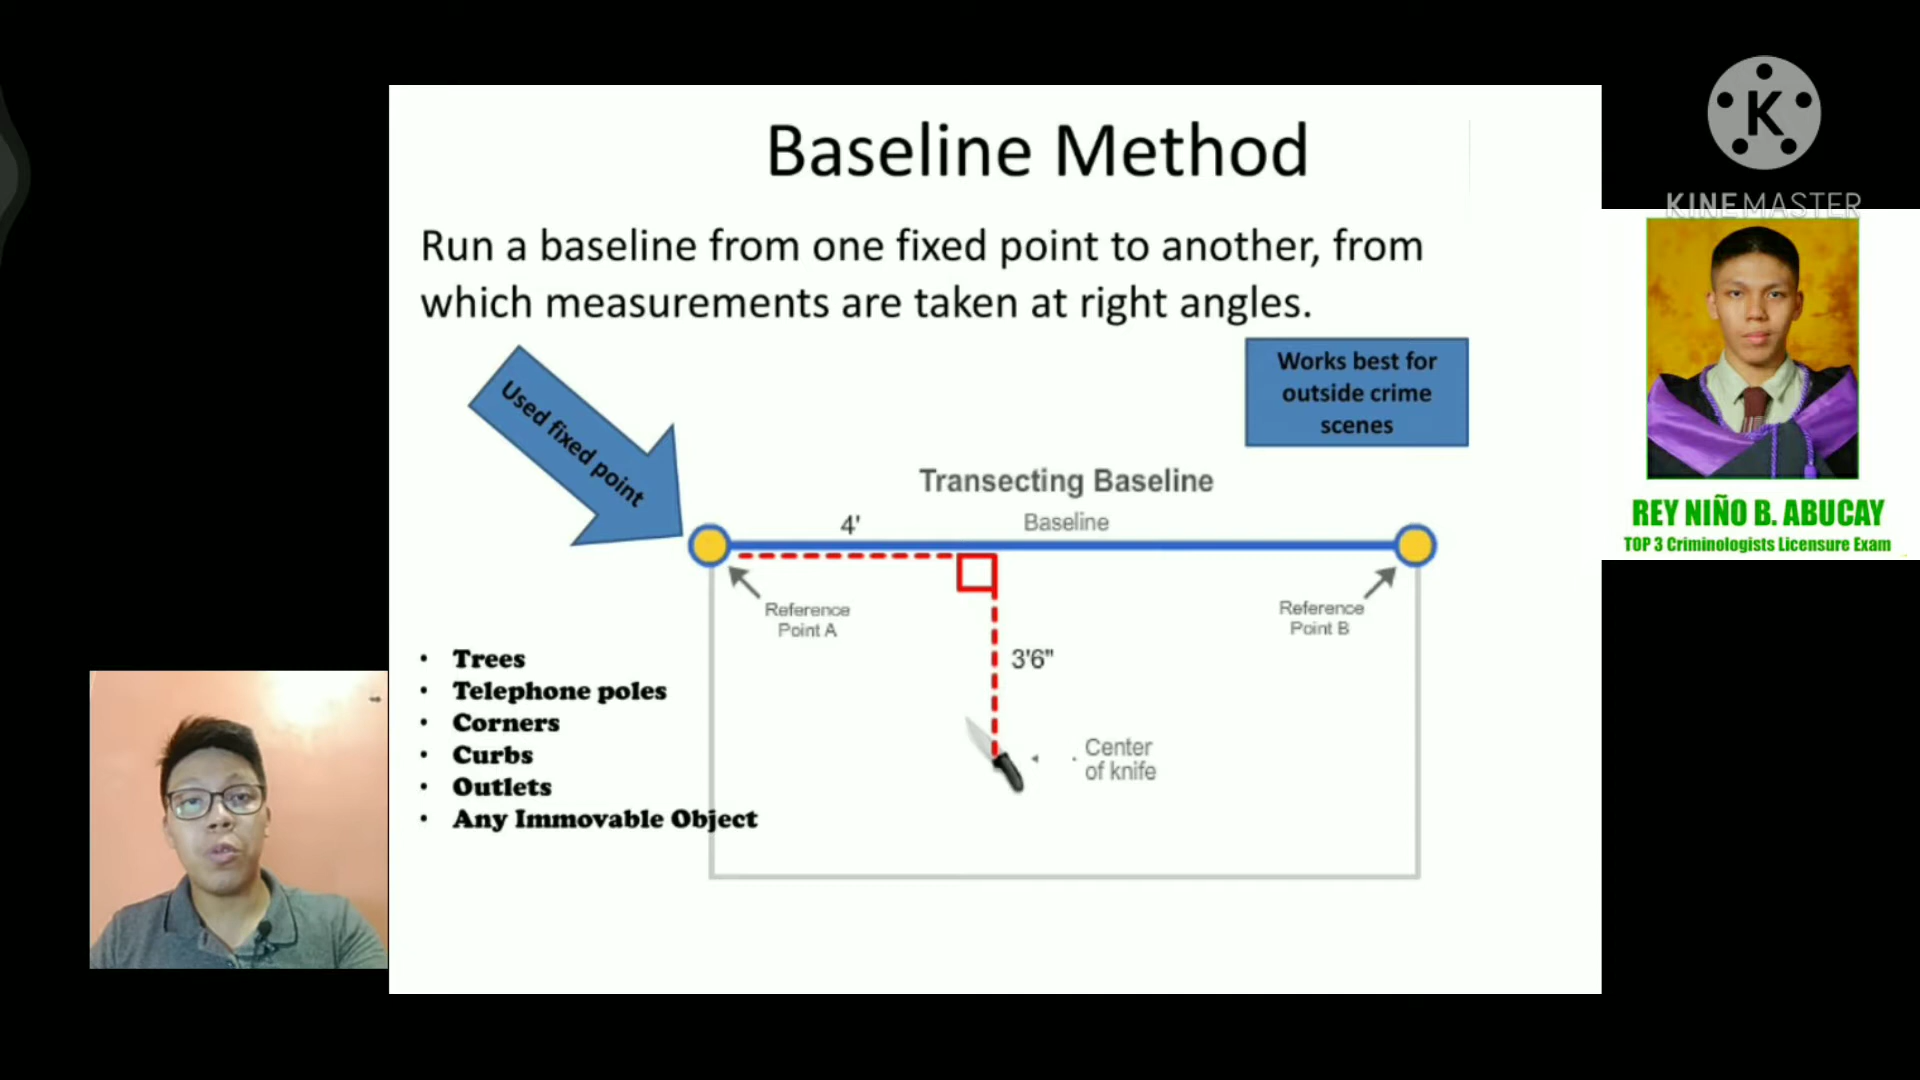 Baseline Method
Run a baseline from one fixed point to another, from
which measurements are taken at right angles.
Used fixed point
Works best for
outside crime
scenes
Transecting Baseline
4'
Baseline
Reference
Point A
Reference
Point B
3'6"
Center
of knife
• Trees
• Telephone poles
• Corners
• Curbs
• Outlets
• Any Immovable Object
K
KINEMASTER
REY NIÑO B. ABUCAY
TOP 3 Criminologists Licensure Exam